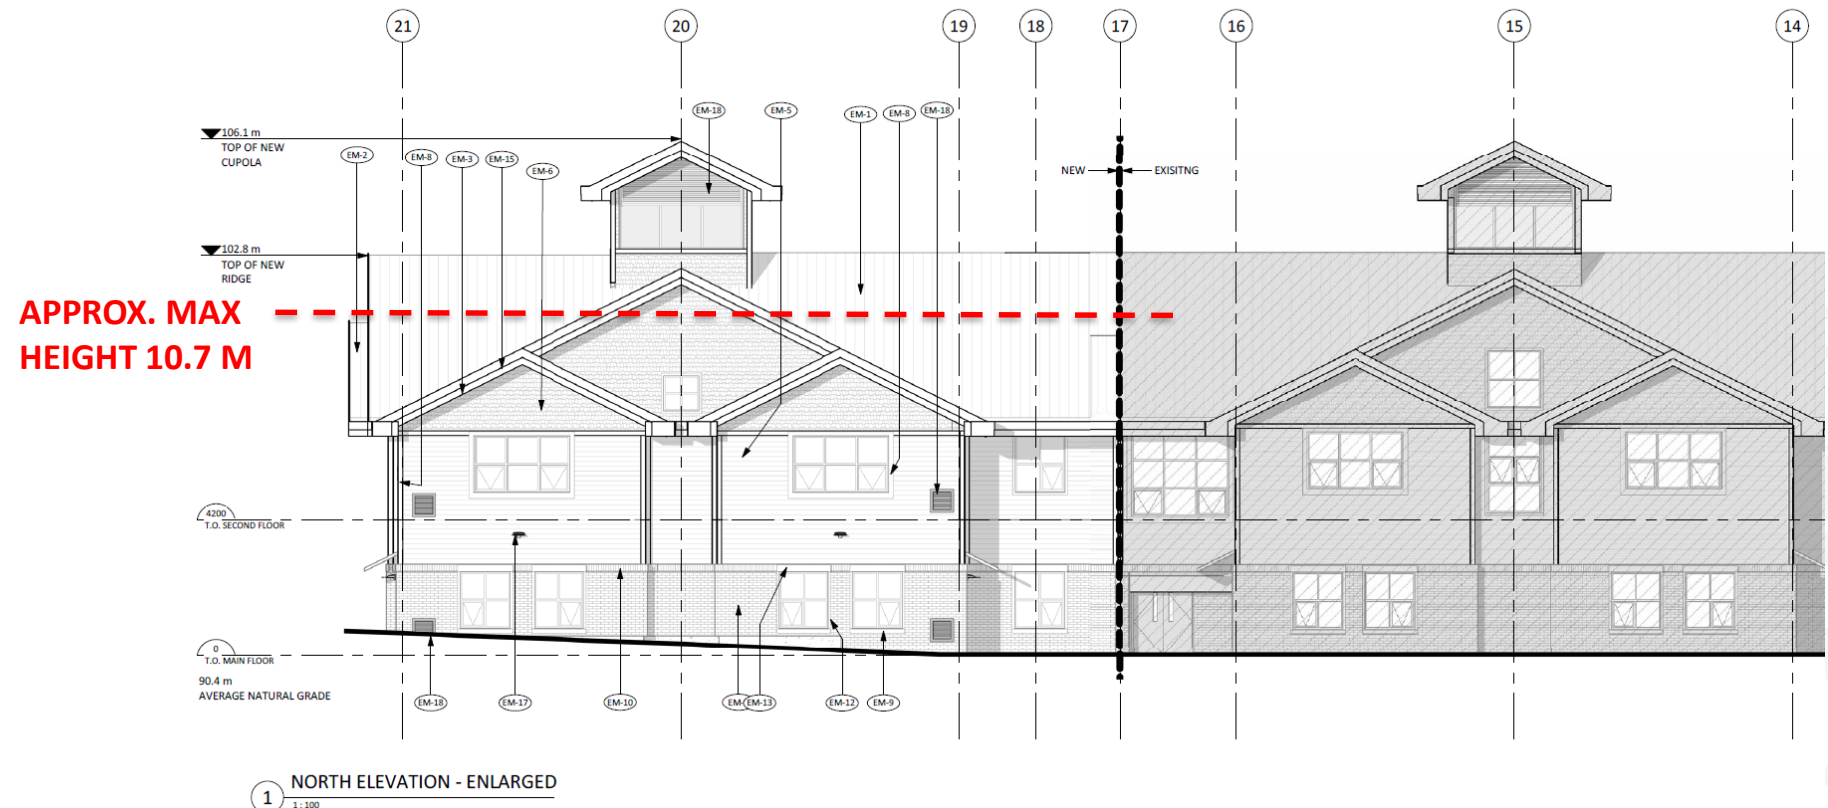 21 20 19 18 17 16 15 14
EM-18 EM-5 EM-1 EM-8 EM-18
106.1 m
TOP OF NEW
CUPOLA
EM-2 EM-8 EM-3 EM-15 EM-6
NEW EXISITNG
102.8 m
TOP OF NEW
RIDGE
APPROX. MAX
HEIGHT 10.7 M
4200
T.O. SECOND FLOOR
0
T.O. MAIN FLOOR
90.4 m
AVERAGE NATURAL GRADE
EM-18 EM-17 EM-10 EM- EM-13 EM-12 EM-9
1 NORTH ELEVATION - ENLARGED
1 : 100